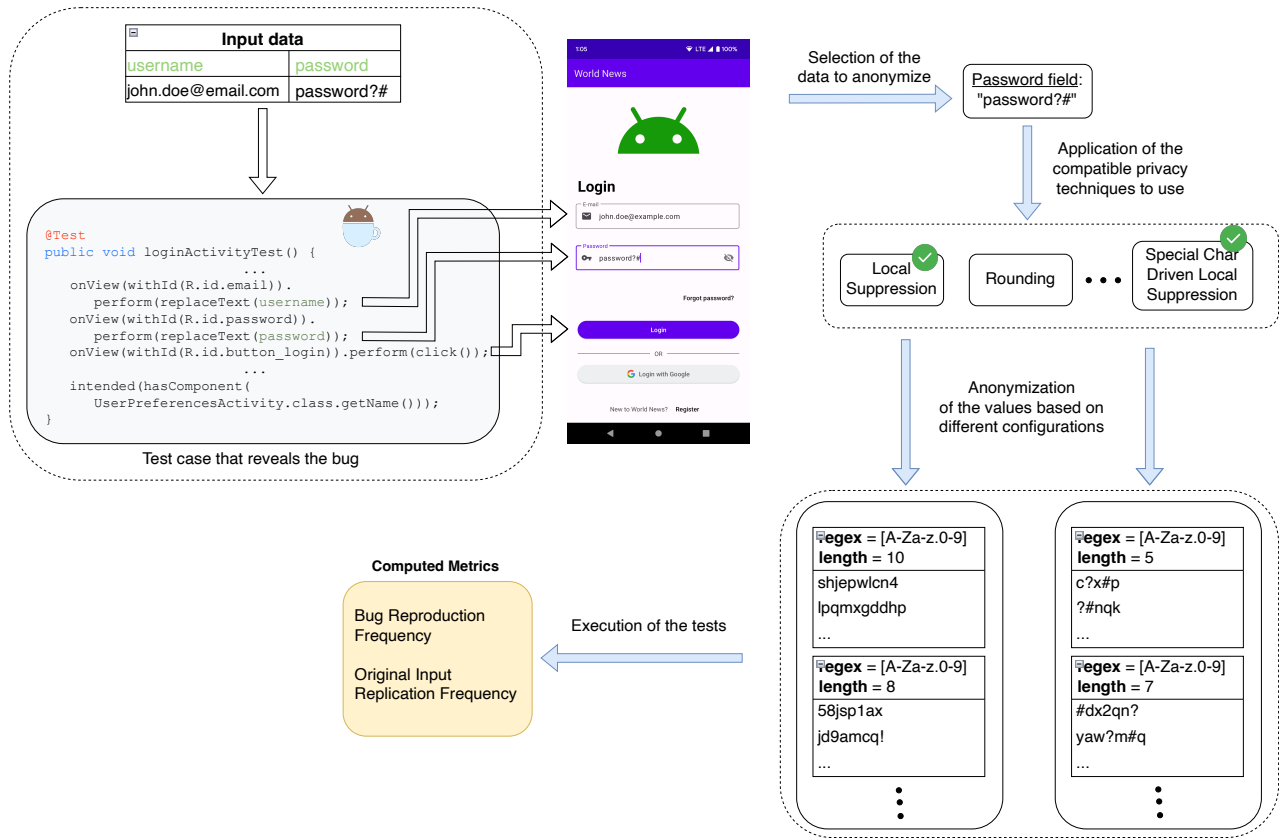 Input data
username password
john.doe@email.com password?#
@Test
public void loginActivityTest() {
...
onView(withId(R.id.email)).
perform(replaceText(username));
onView(withId(R.id.password)).
perform(replaceText(password));
onView(withId(R.id.button_login)).perform(click());
...
intended(hasComponent(
UserPreferencesActivity.class.getName()));
}
Test case that reveals the bug
1:05 LTE 100%
World News
Login
E-mail
john.doe@example.com
Password
password?#
Forgot password?
Login
OR
Login with Google
New to World News? Register
Selection of the
data to anonymize
Password field:
"password?#"
Application of the
compatible privacy
techniques to use
Local
Suppression
Rounding
Special Char
Driven Local
Suppression
Anonymization
of the values based on
different configurations
regex = [A-Za-z.0-9]
length = 10
shjepwlcn4
lpqmxgddhp
...
regex = [A-Za-z.0-9]
length = 8
58jsp1ax
jd9amcq!
...
regex = [A-Za-z.0-9]
length = 5
c?x#p
?#nqk
...
regex = [A-Za-z.0-9]
length = 7
#dx2qn?
yaw?m#q
...
Execution of the tests
Computed Metrics
Bug Reproduction
Frequency
Original Input
Replication Frequency